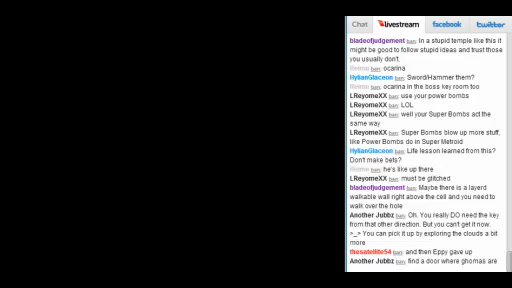 Chat livestream facebook twitter
bladeofjudgement ban: In a stupid temple like this it
might be good to follow stupid ideas and trust those
you usually don't.
ban: ocarina
HylianGlaceon ban: Sword/Hammer them?
ban: ocarina in the boss key room too
LReyomeXX ban: use your power bombs
LReyomeXX ban: LOL
LReyomeXX ban: well your Super Bombs act the
same way
LReyomeXX ban: Super Bombs blow up more stuff,
like Power Bombs do in Super Metroid
HylianGlaceon ban: Life lesson learned from this?
Don't make bets?
ban: he's like up there
LReyomeXX ban: must be glitched
bladeofjudgement ban: Maybe there is a layerd
walkable wall right above the cell and you need to
walk over the hole
Another Jubbz ban: Oh. You really DO need the key
from that other direction. But you can't get it now.
>_> You can pick it up by exploring the clouds a bit
more
thesatellite54 ban: and then Eppy gave up
Another Jubbz ban: find a door where ghomas are